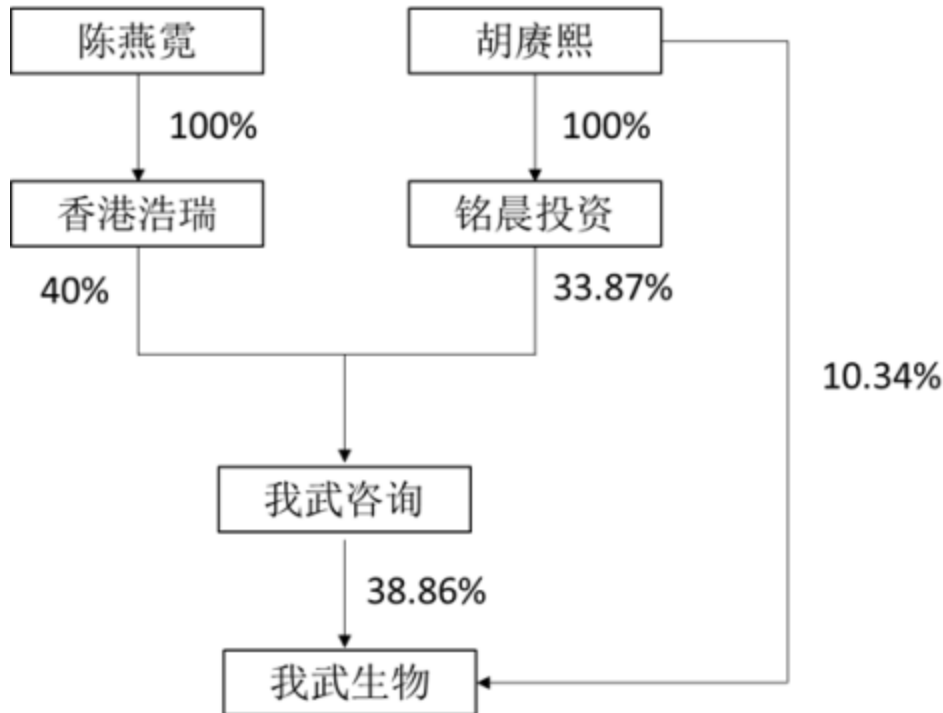 陈燕霓
胡赓熙
100%
100%
香港浩瑞
铭晨投资
40%
33.87%
10.34%
我武咨询
38.86%
我武生物